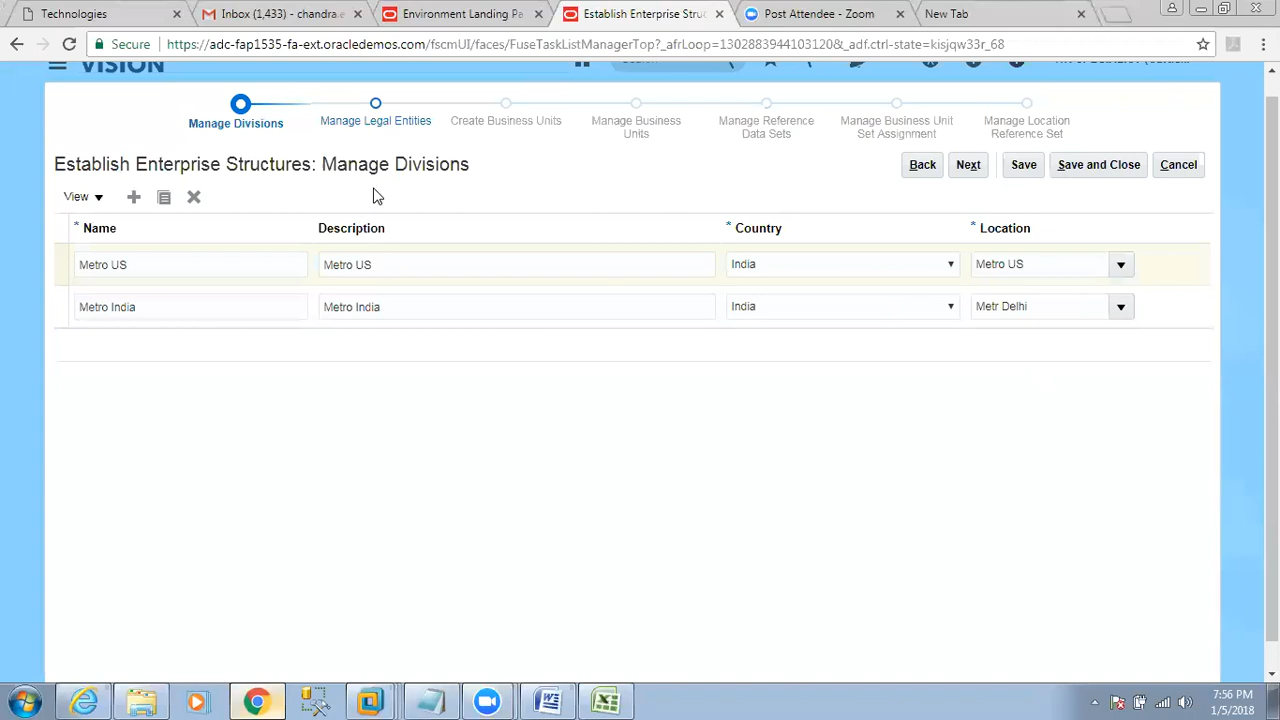 Technologies
Inbox (1,433) - chandra.e
Environment Landing Pa
Establish Enterprise Struc
Post Attendee - Zoom
New Tab
Secure
https://adc-fap1535-fa-ext.oracledemos.com/fscmUI/faces/FuseTaskListManagerTop?_afrLoop=13028839441031​20&_adf.ctrl-state=kisjqw33r_68
VISION
Manage Divisions
Manage Legal Entities
Create Business Units
Manage Business
Units
Manage Reference
Data Sets
Manage Business Unit
Set Assignment
Manage Location
Reference Set
Establish Enterprise Structures: Manage Divisions
Back
Next
Save
Save and Close
Cancel
View
* Name
Description
* Country
* Location
Metro US
Metro US
India
Metro US
Metro India
Metro India
India
Metr Delhi
7:56 PM
1/5/2018